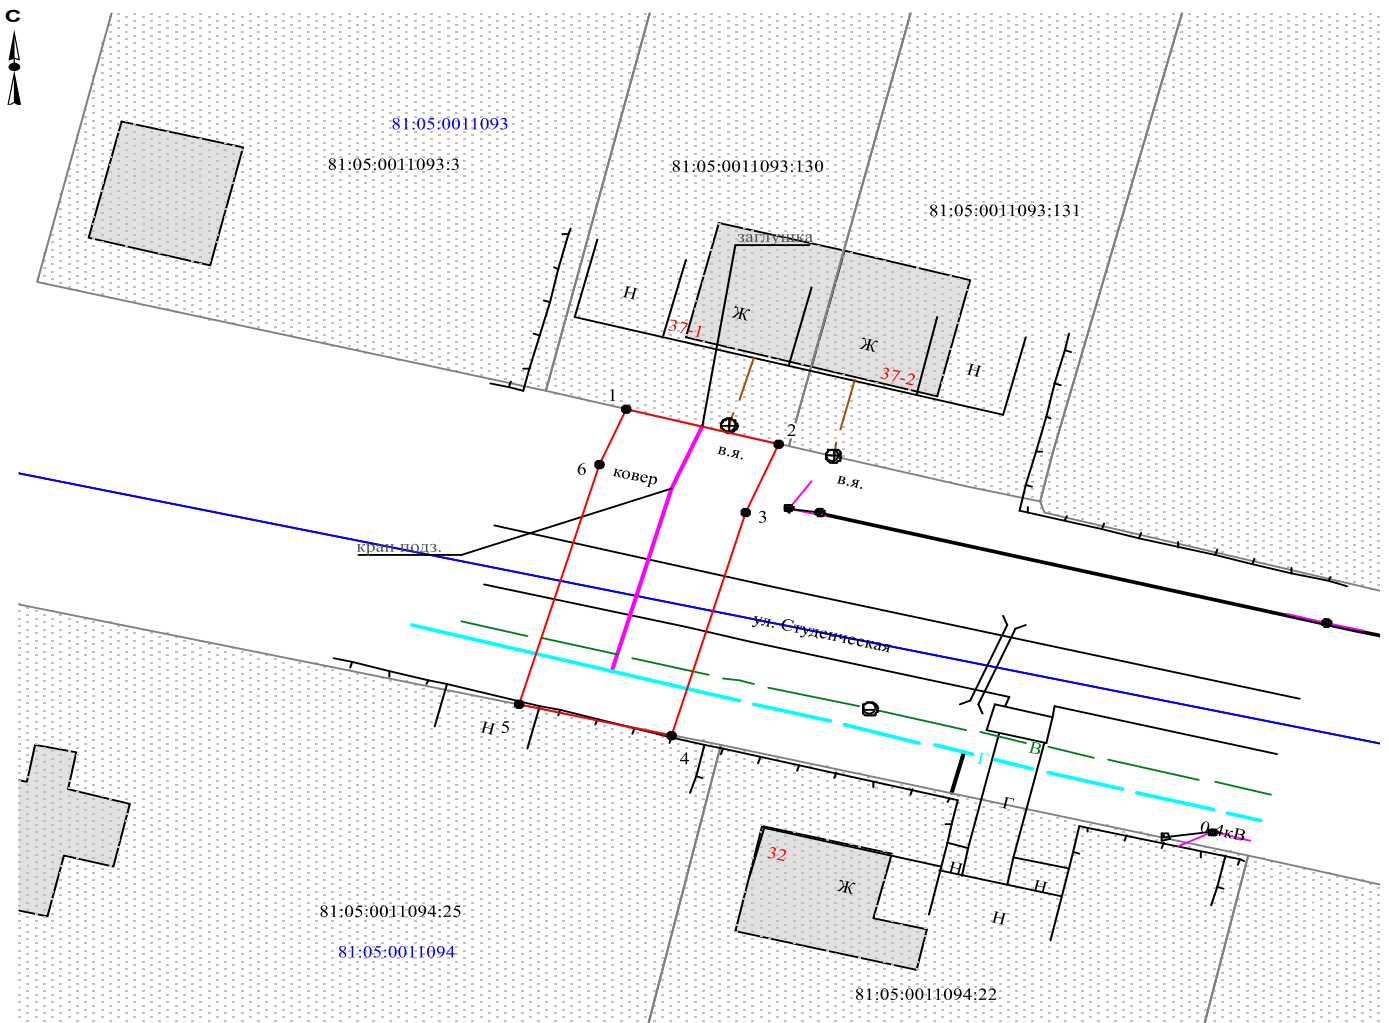 С
81:05:0011093
81:05:0011093:3
81:05:0011093:130
81:05:0011093:131
заглушка
Н
Ж
37-1
Ж
37-2
Н
1
2
в.я.
6
ковер
в.я.
3
кран подз.
ул. Студенческая
Н 5
4
В
Г
Г
0.4кВ
32
Ж
Н
Н
Н
81:05:0011094:25
81:05:0011094
81:05:0011094:22